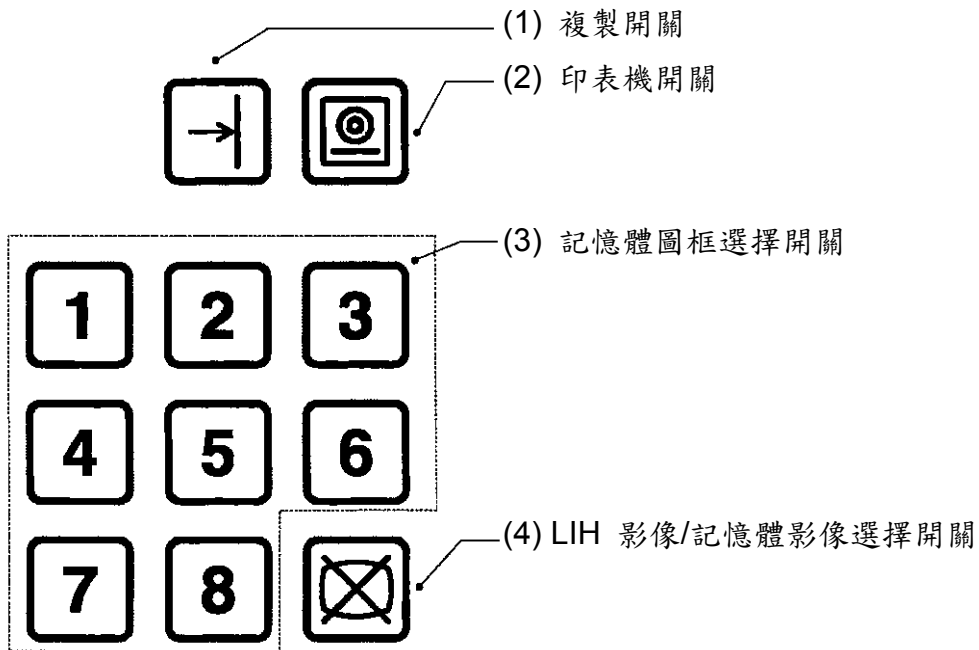 (1) 複製開關
(2) 印表機開關
(3) 記憶體圖框選擇開關
1 2 3
4 5 6
(4) LIH 影像/記憶體影像選擇開關
7 8